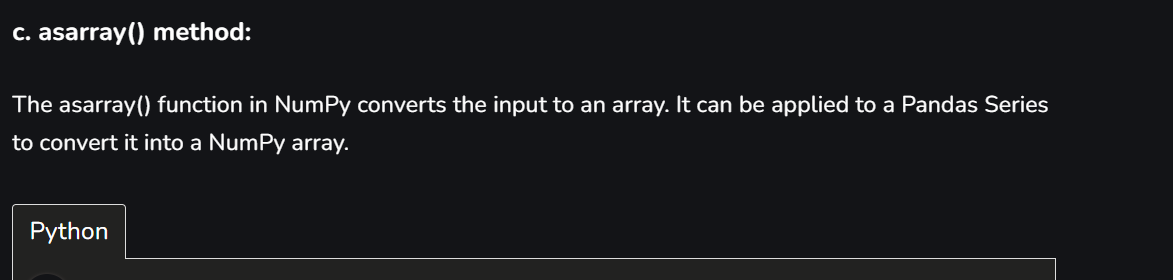 c. asarray() method:
The asarray() function in NumPy converts the input to an array. It can be applied to a Pandas Series
to convert it into a NumPy array.
Python